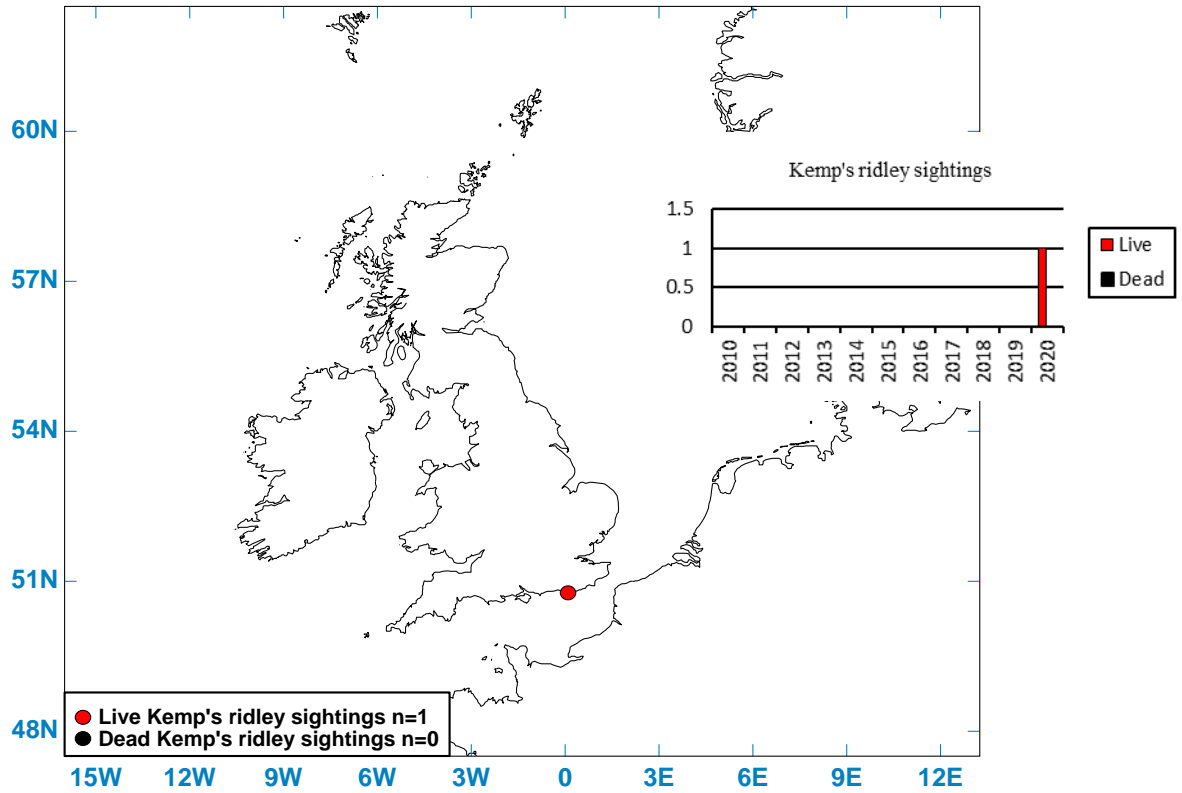 60N
57N
54N
51N
48N
15W 12W 9W 6W 3W 0 3E 6E 9E 12E
Kemp's ridley sightings
1.5
1
0.5
0
2010 2011 2012 2013 2014 2015 2016 2017 2018 2019 2020
Live
Dead
Live Kemp's ridley sightings n=1
Dead Kemp's ridley sightings n=0